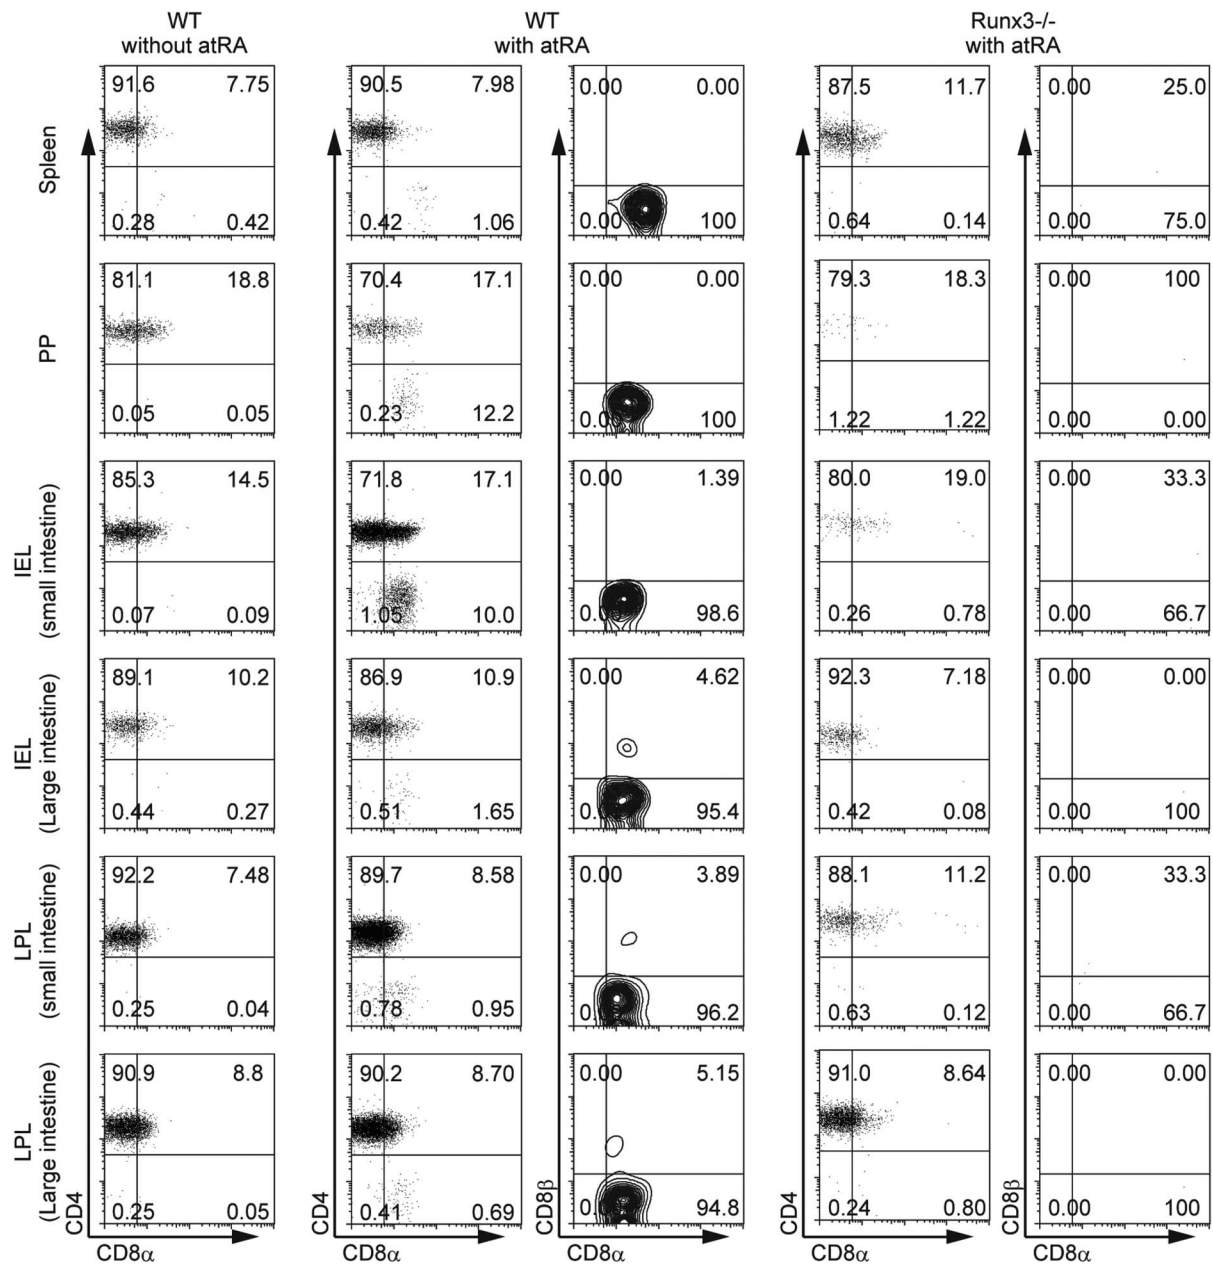 WT
without atRA
WT
with atRA
Runx3-/-
with atRA
Spleen
91.6 7.75
0.28 0.42
90.5 7.98
0.42 1.06
0.00 0.00
0.00 100
87.5 11.7
0.64 0.14
0.00 25.0
0.00 75.0
PP
81.1 18.8
0.05 0.05
70.4 17.1
0.23 12.2
0.00 0.00
0.00 100
79.3 18.3
1.22 1.22
0.00 100
0.00 0.00
IEL
(small intestine)
85.3 14.5
0.07 0.09
71.8 17.1
1.05 10.0
0.00 1.39
98.6
80.0 19.0
0.26 0.78
0.00 33.3
0.00 66.7
IEL
(Large intestine)
89.1 10.2
0.44 0.27
86.9 10.9
0.51 1.65
0.00 4.62
95.4
92.3 7.18
0.42 0.08
0.00 0.00
0.00 100
LPL
(small intestine)
92.2 7.48
0.25 0.04
89.7 8.58
0.78 0.95
0.00 3.89
96.2
88.1 11.2
0.63 0.12
0.00 33.3
0.00 66.7
LPL
(Large intestine)
90.9 8.8
0.25 0.05
90.2 8.70
0.41 0.69
0.00 5.15
94.8
91.0 8.64
0.24 0.80
0.00 0.00
0.00 100
CD4
CD4
CD8β
CD4
CD8β
CD8α
CD8α
CD8α
CD8α
CD8α